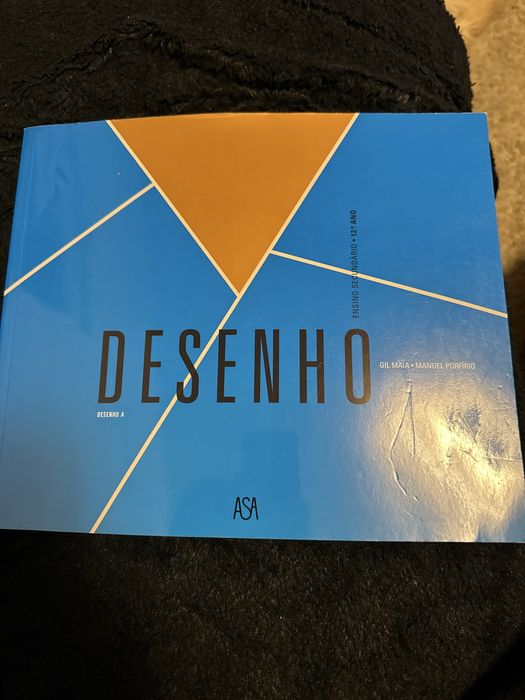 ENSINO SECUNDÁRIO • 12º ANO
DESENHO
GIL MAIA • MANUEL PORFÍRIO
DESENHO A
ASA